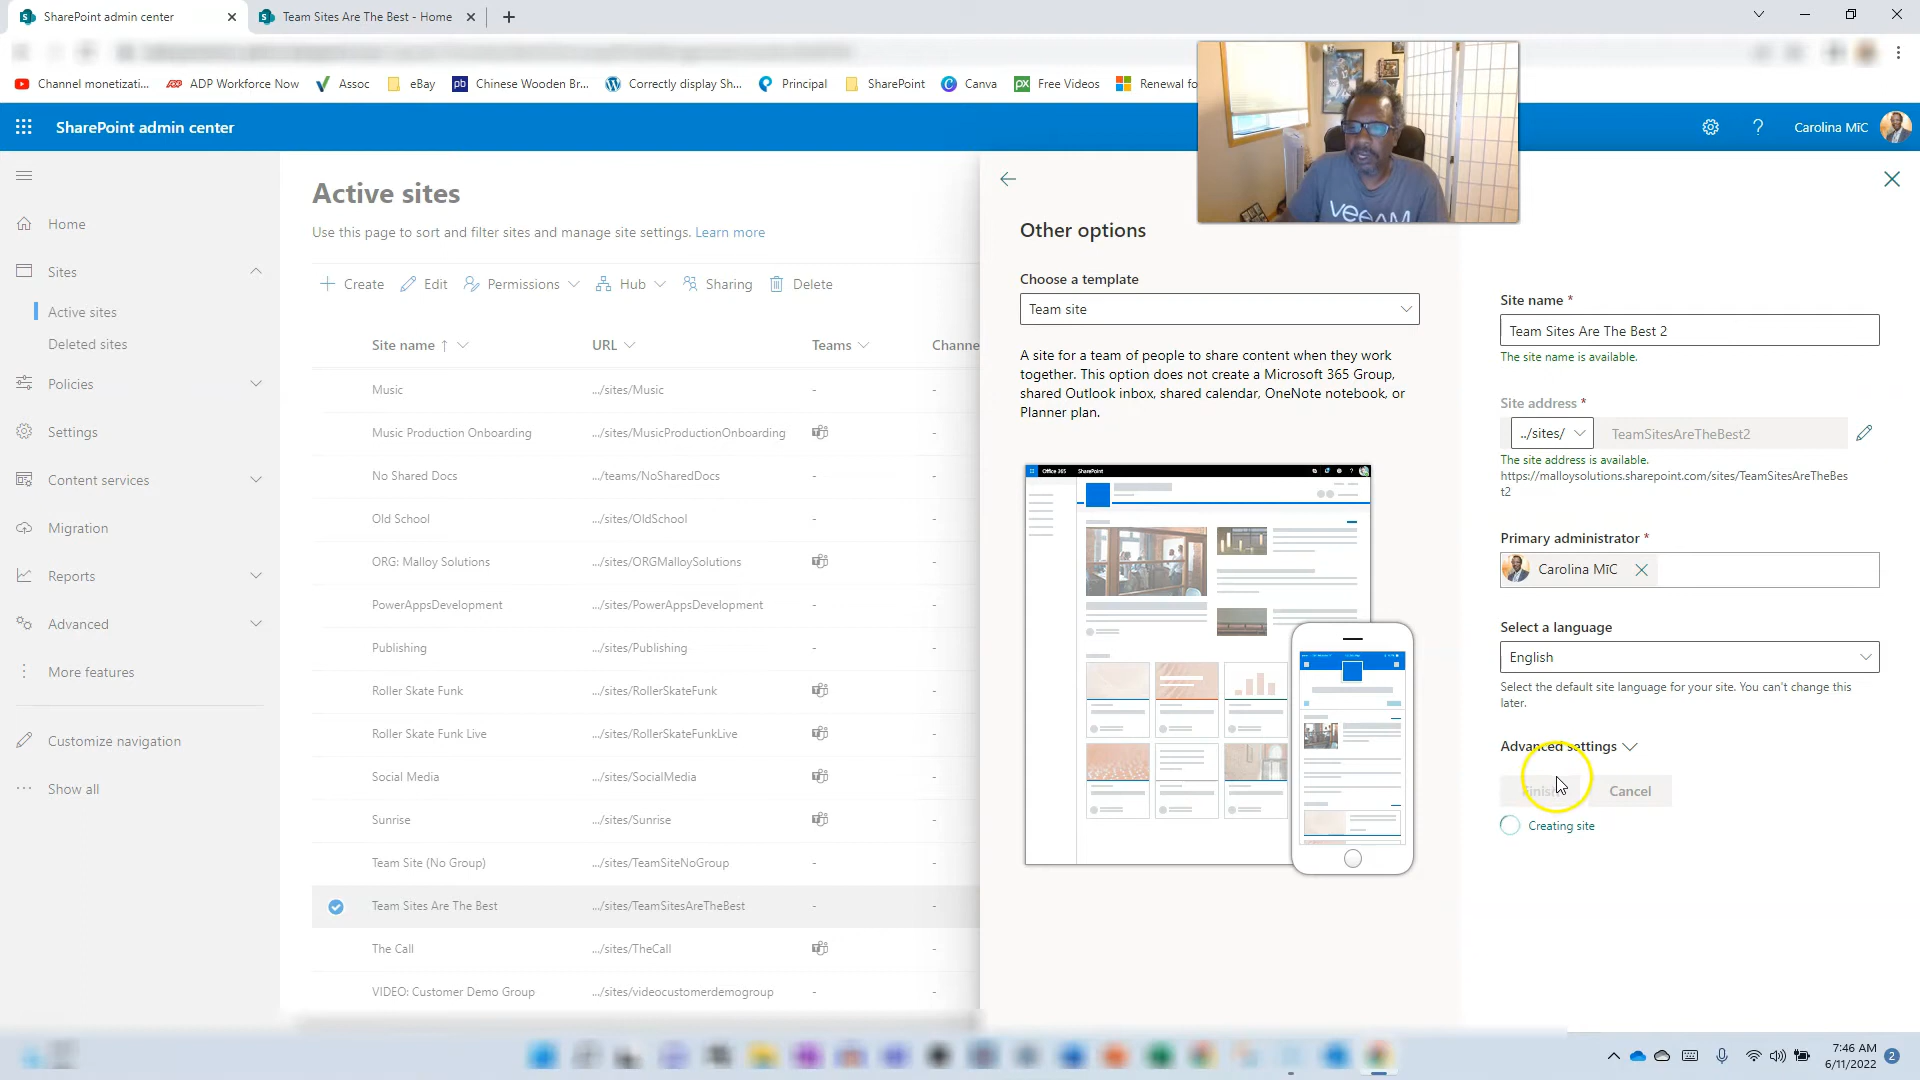 SharePoint admin center
Team Sites Are The Best - Home
Channel monetizati...
ADP Workforce Now
Assoc
eBay
pb
Chinese Wooden Br...
Correctly display Sh...
Principal
SharePoint
Canva
px
Free Videos
Renewal fo
SharePoint admin center
Carolina MiC
VeeAM
Home
Sites
Active sites
Deleted sites
Policies
Settings
Content services
Migration
Reports
Advanced
More features
Customize navigation
Show all
Active sites
Use this page to sort and filter sites and manage site settings. Learn more
Create Edit Permissions Hub Sharing Delete
Site name ↑ URL Teams Channe
Music .../sites/Music - -
Music Production Onboarding .../sites/MusicProductionOnboarding -
No Shared Docs .../teams/NoSharedDocs - -
Old School .../sites/OldSchool - -
ORG: Malloy Solutions .../sites/ORGMalloySolutions -
PowerAppsDevelopment .../sites/PowerAppsDevelopment - -
Publishing .../sites/Publishing - -
Roller Skate Funk .../sites/RollerSkateFunk -
Roller Skate Funk Live .../sites/RollerSkateFunkLive -
Social Media .../sites/SocialMedia -
Sunrise .../sites/Sunrise -
Team Site (No Group) .../sites/TeamSiteNoGroup - -
Team Sites Are The Best .../sites/TeamSitesAreTheBest - -
The Call .../sites/TheCall -
VIDEO: Customer Demo Group .../sites/videocustomerdemogroup - -
Other options
Choose a template
Team site
A site for a team of people to share content when they work
together. This option does not create a Microsoft 365 Group,
shared Outlook inbox, shared calendar, OneNote notebook, or
Planner plan.
Office 365 SharePoint
Site name *
Team Sites Are The Best 2
The site name is available.
Site address *
../sites/ TeamSitesAreTheBest2
The site address is available.
https://malloysolutions.sharepoint.com/sites/TeamSitesAreTheBes
t2
Primary administrator *
Carolina MiC
Select a language
English
Select the default site language for your site. You can't change this
later.
Advanced settings
Finish Cancel
Creating site
7:46 AM
6/11/2022
2